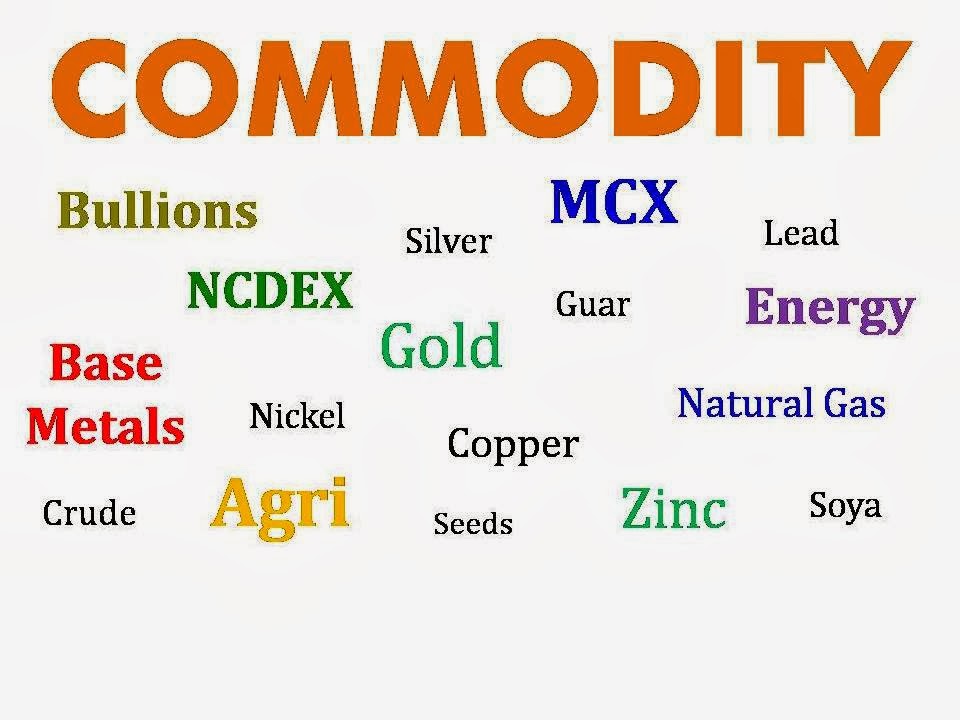 COMMODITY
Bullions
MCX
Silver
Lead
NCDEX
Guar
Energy
Gold
Base
Metals
Nickel
Natural Gas
Copper
Crude
Agri
Seeds
Zinc
Soya